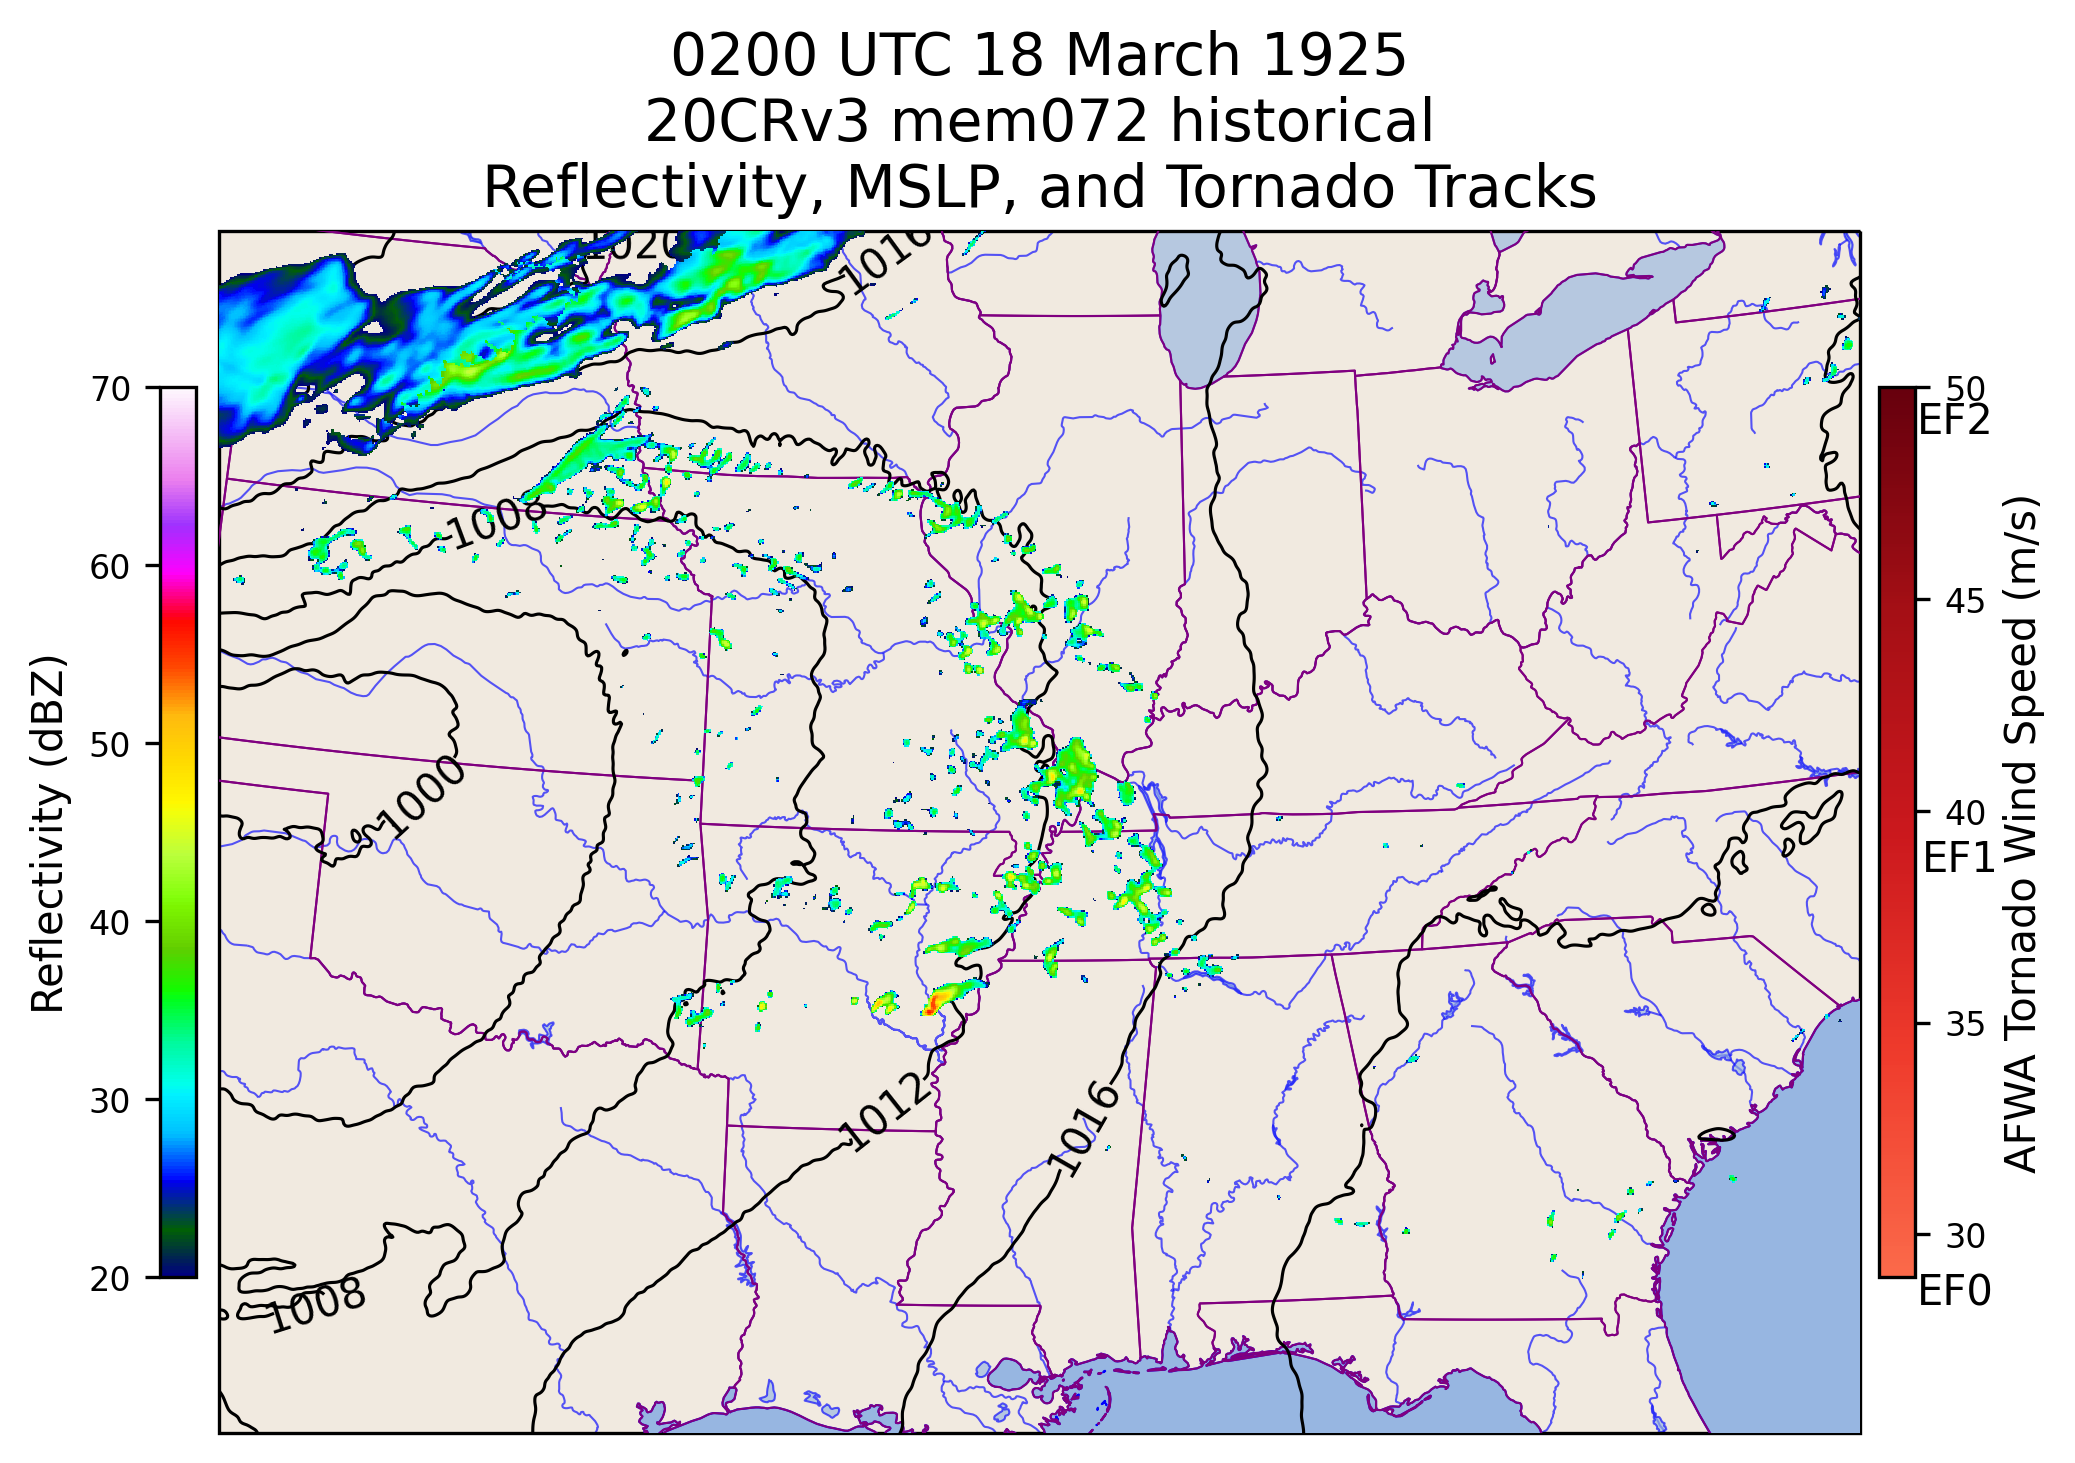 0200 UTC 18 March 1925
20CRv3 mem072 historical
Reflectivity, MSLP, and Tornado Tracks
1020
1016
1008
1000
1012
1016
1008
70
60
50
40
30
20
Reflectivity (dBZ)
50
EF2
45
40
EF1
35
30
EF0
AFWA Tornado Wind Speed (m/s)